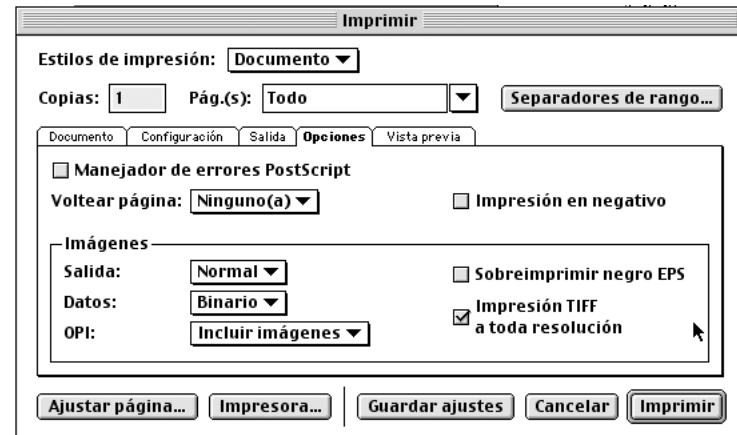 Imprimir
Estilos de impresión: Documento
Copias: 1 Pág.(s): Todo Separadores de rango...
Documento Configuración Salida Opciones Vista previa
Manejador de errores PostScript
Voltear página: Ninguno(a) Impresión en negativo
Imágenes
Salida: Normal Sobreimprimir negro EPS
Datos: Binario Impresión TIFF
a toda resolución
OPI: Incluir imágenes
Ajustar página... Impresora... Guardar ajustes Cancelar Imprimir